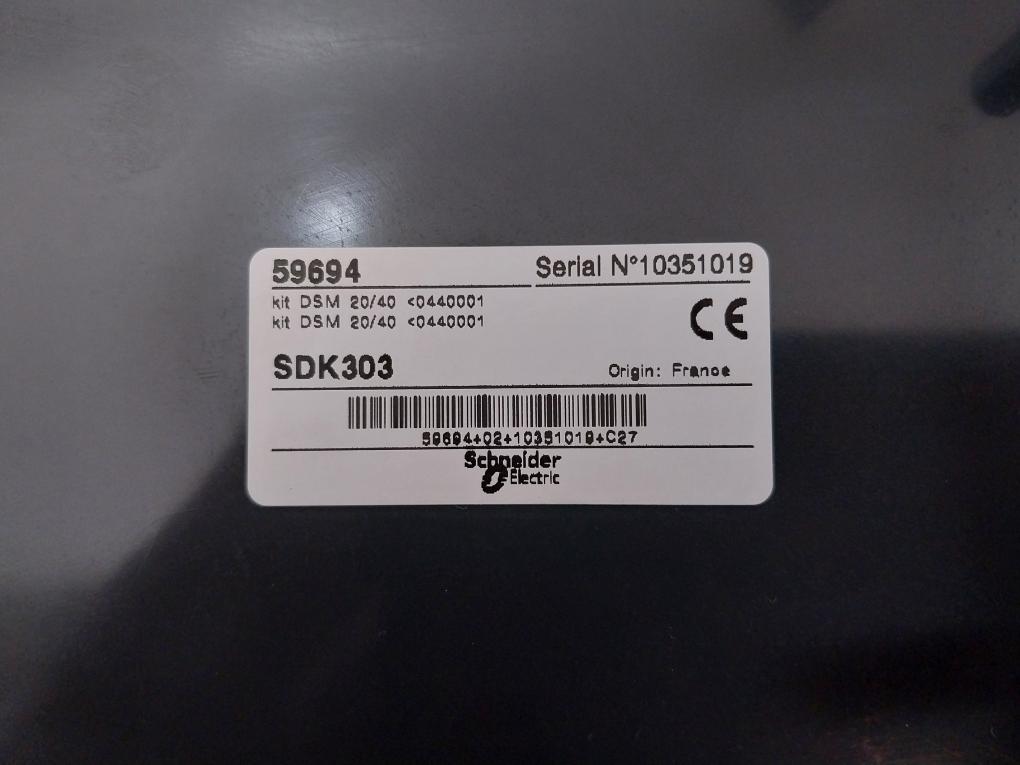 59694
Serial N°10351019
kit DSM 20/40 <0440001
kit DSM 20/40 <0440001
CE
SDK303
Origin: France
59694+02+10351019+C27
Schneider
Electric